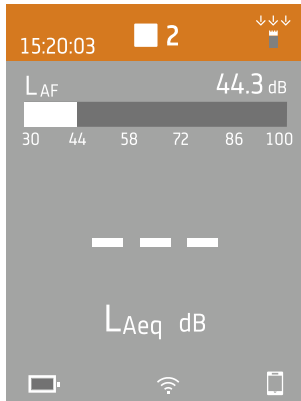 15:20:03 2
LAF 44.3 dB
30 44 58 72 86 100
— — —
LAeq dB